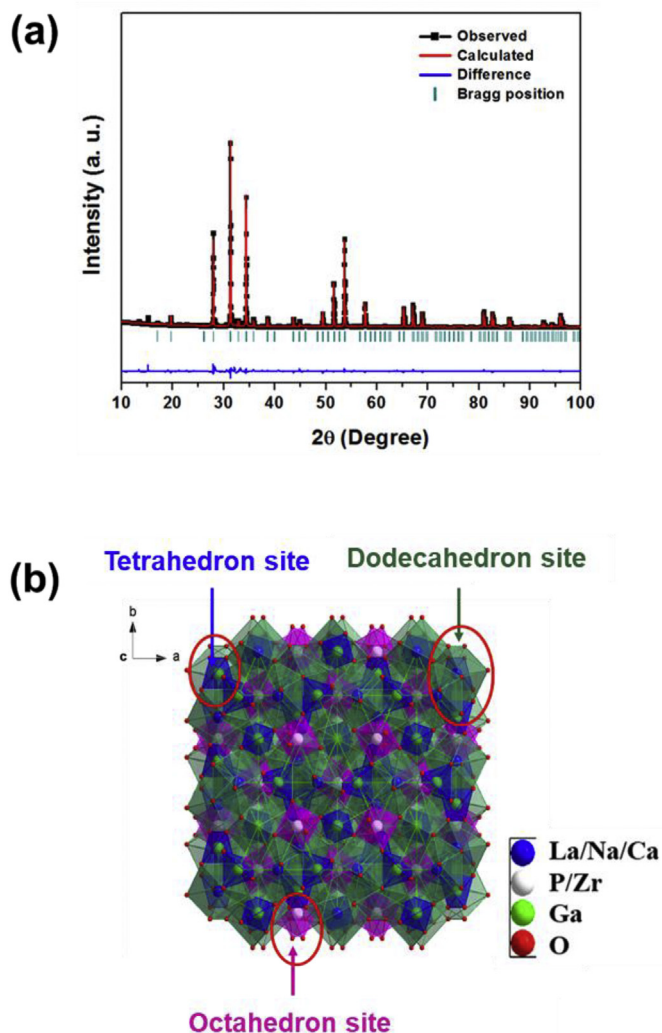 (a)
Observed
Calculated
Difference
Bragg position
Intensity (a. u.)
10 20 30 40 50 60 70 80 90 100
2θ (Degree)
(b)
Tetrahedron site
Dodecahedron site
b
c
a
La/Na/Ca
P/Zr
Ga
O
Octahedron site